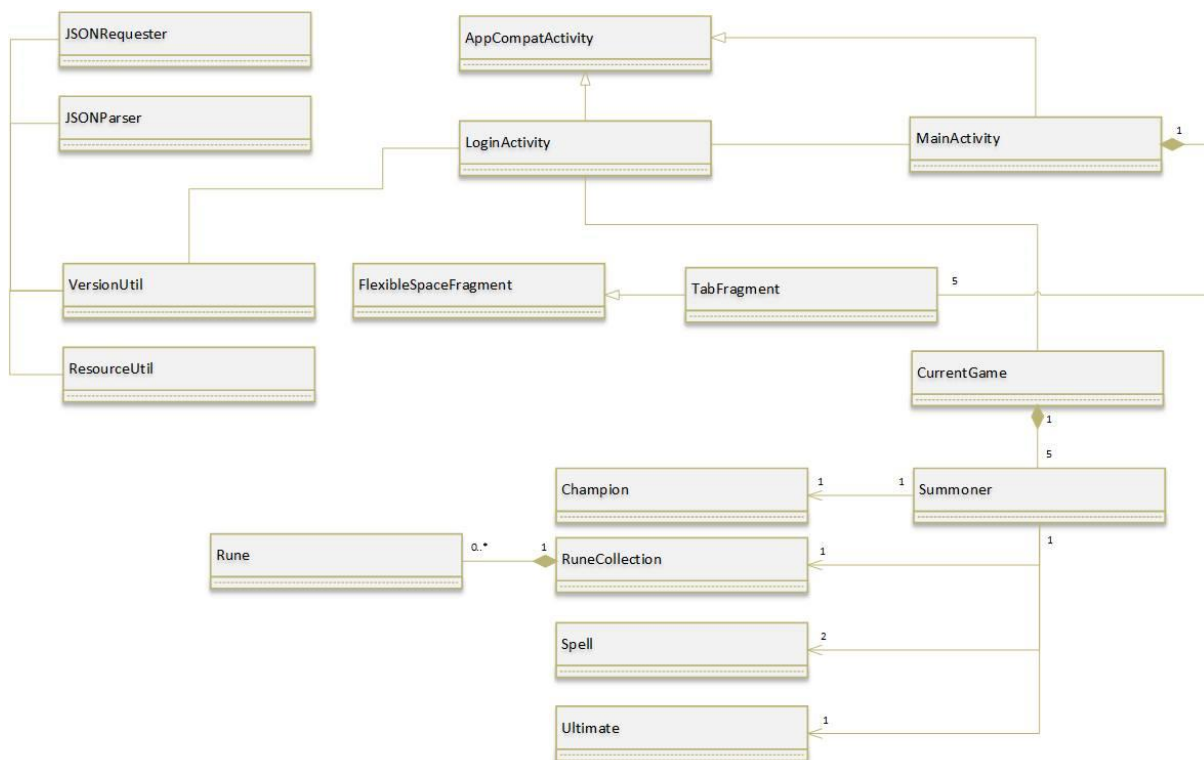 JSONRequester
AppCompatActivity
JSONParser
LoginActivity
MainActivity
1
VersionUtil
FlexibleSpaceFragment
TabFragment
5
ResourceUtil
CurrentGame
1
5
Champion
1
1
Summoner
Rune
0..*
1
RuneCollection
1
1
Spell
2
Ultimate
1